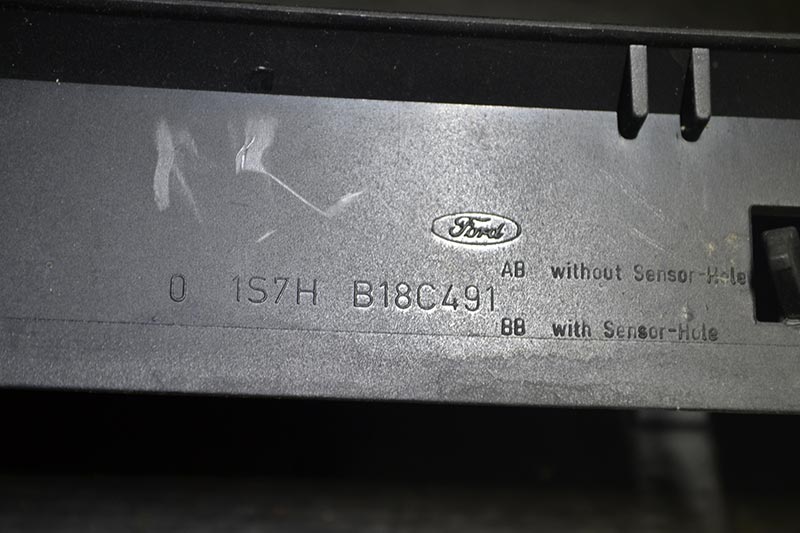 Ford
AB without Sensor-Hole
0 1S7H B18C491
BB with Sensor-Hole